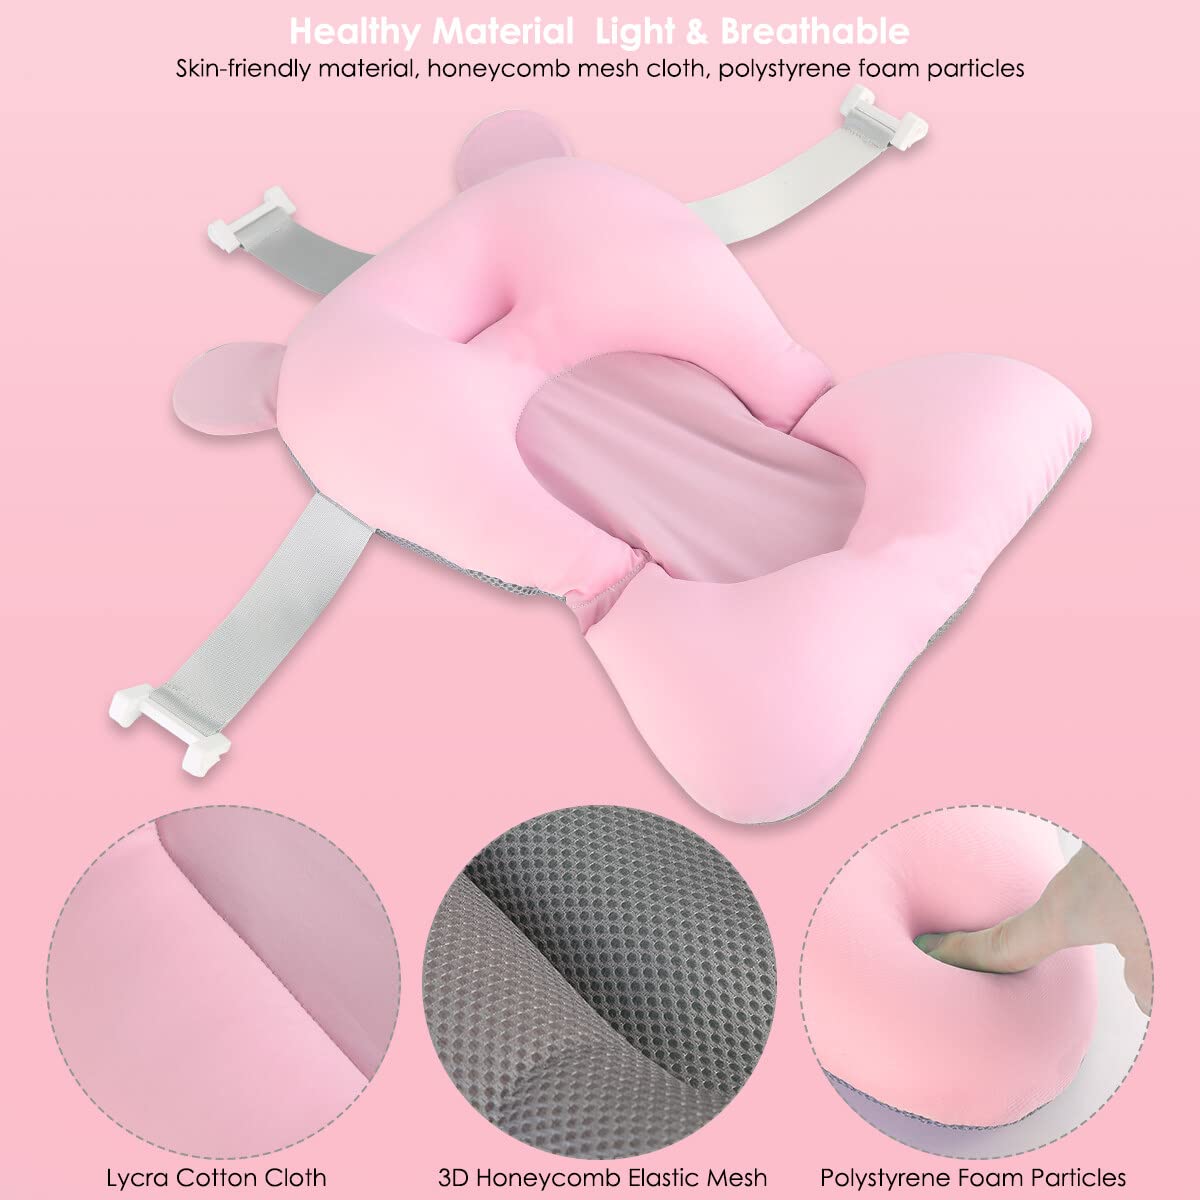 Healthy Material Light & Breathable
Skin-friendly material, honeycomb mesh cloth, polystyrene foam particles
Lycra Cotton Cloth
3D Honeycomb Elastic Mesh
Polystyrene Foam Particles